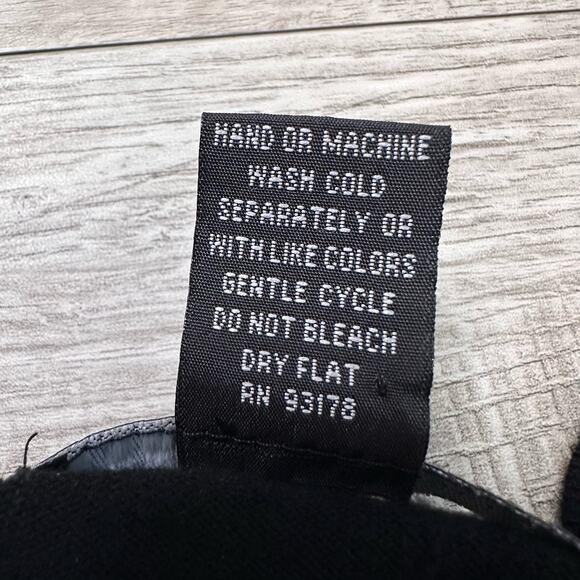 HAND OR MACHINE
WASH COLD
SEPARATELY OR
WITH LIKE COLORS
GENTLE CYCLE
DO NOT BLEACH
DRY FLAT
RN 93178